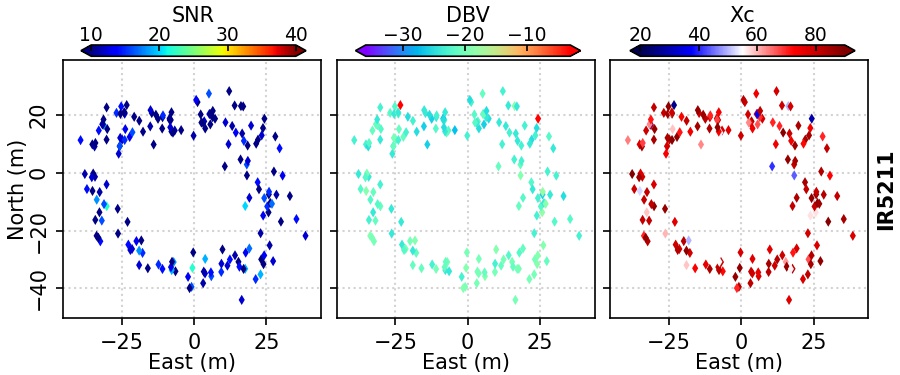 SNR DBV Xc
10 20 30 40 −30 −20 −10 20 40 60 80
20
0
−20
−40
North (m)
IR5211
−25 0 25 −25 0 25 −25 0 25
East (m) East (m) East (m)